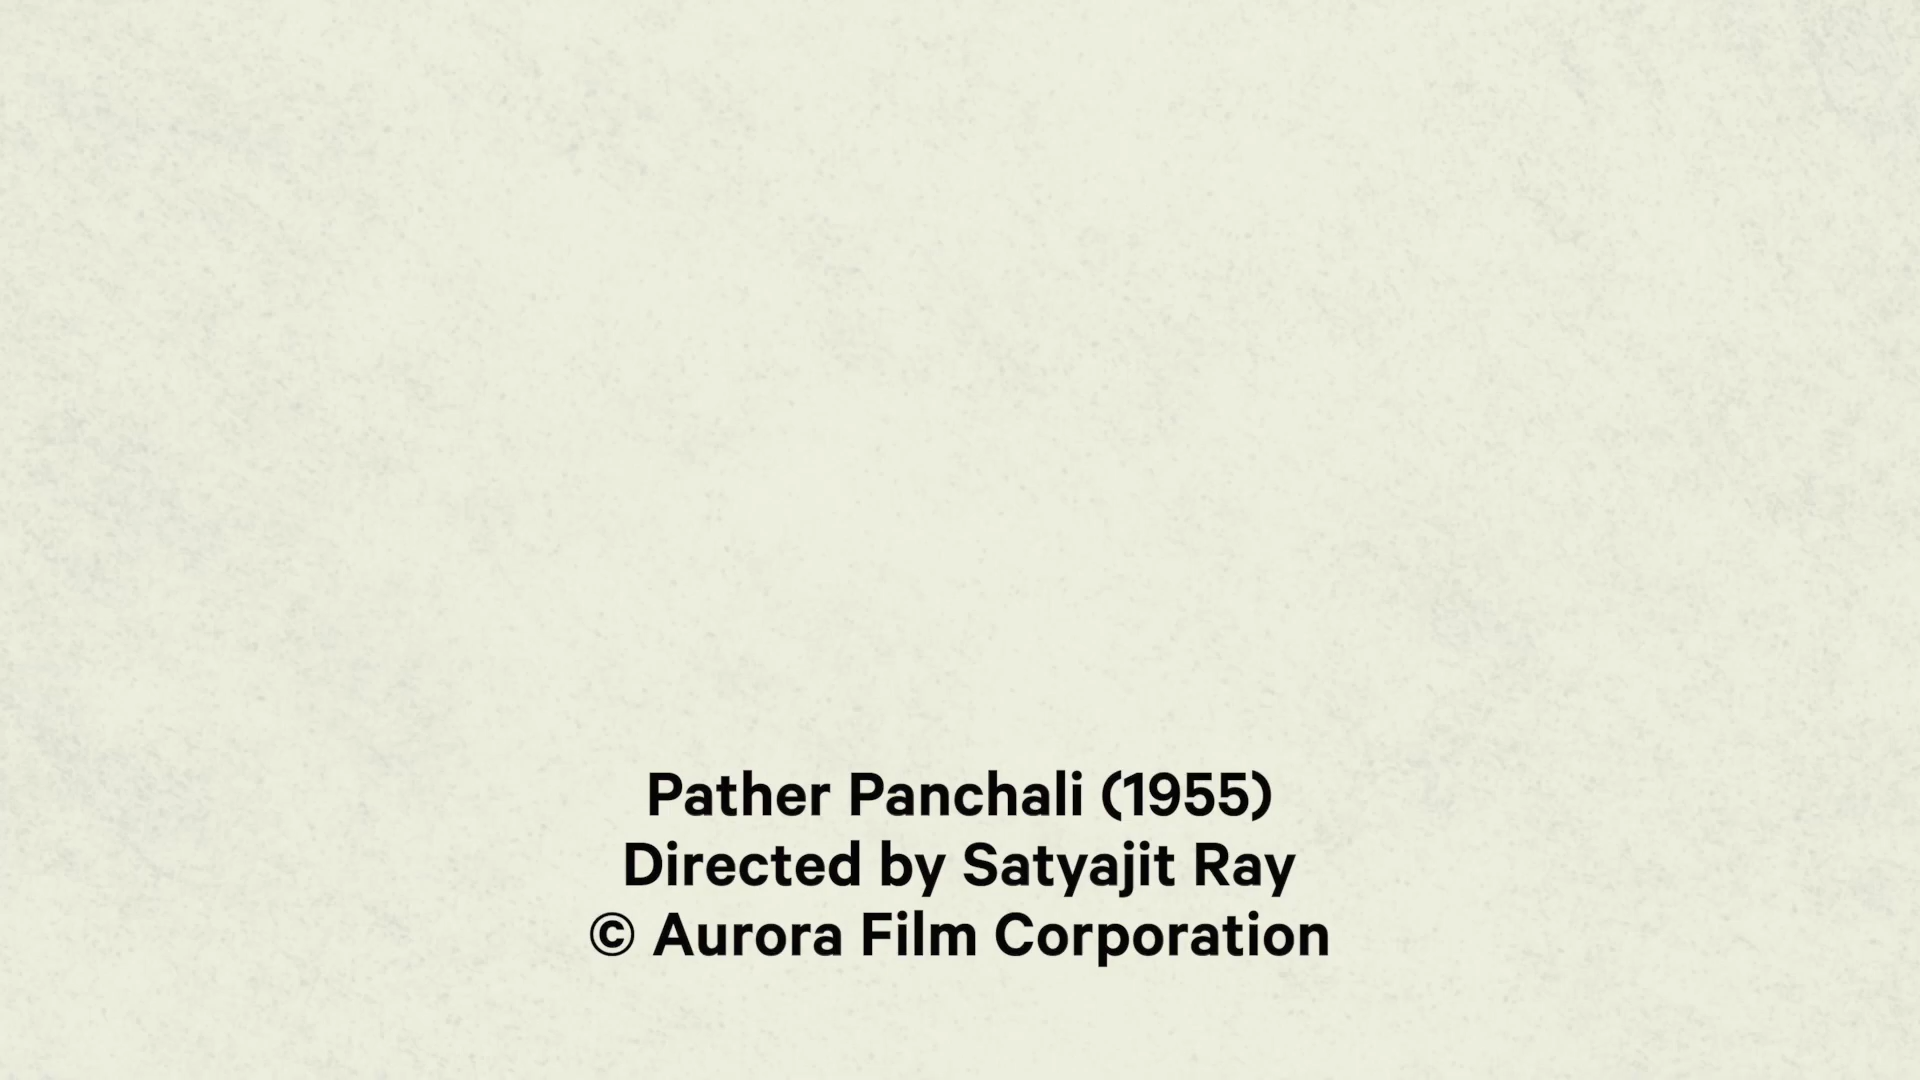 Pather Panchali (1955)
Directed by Satyajit Ray
© Aurora Film Corporation